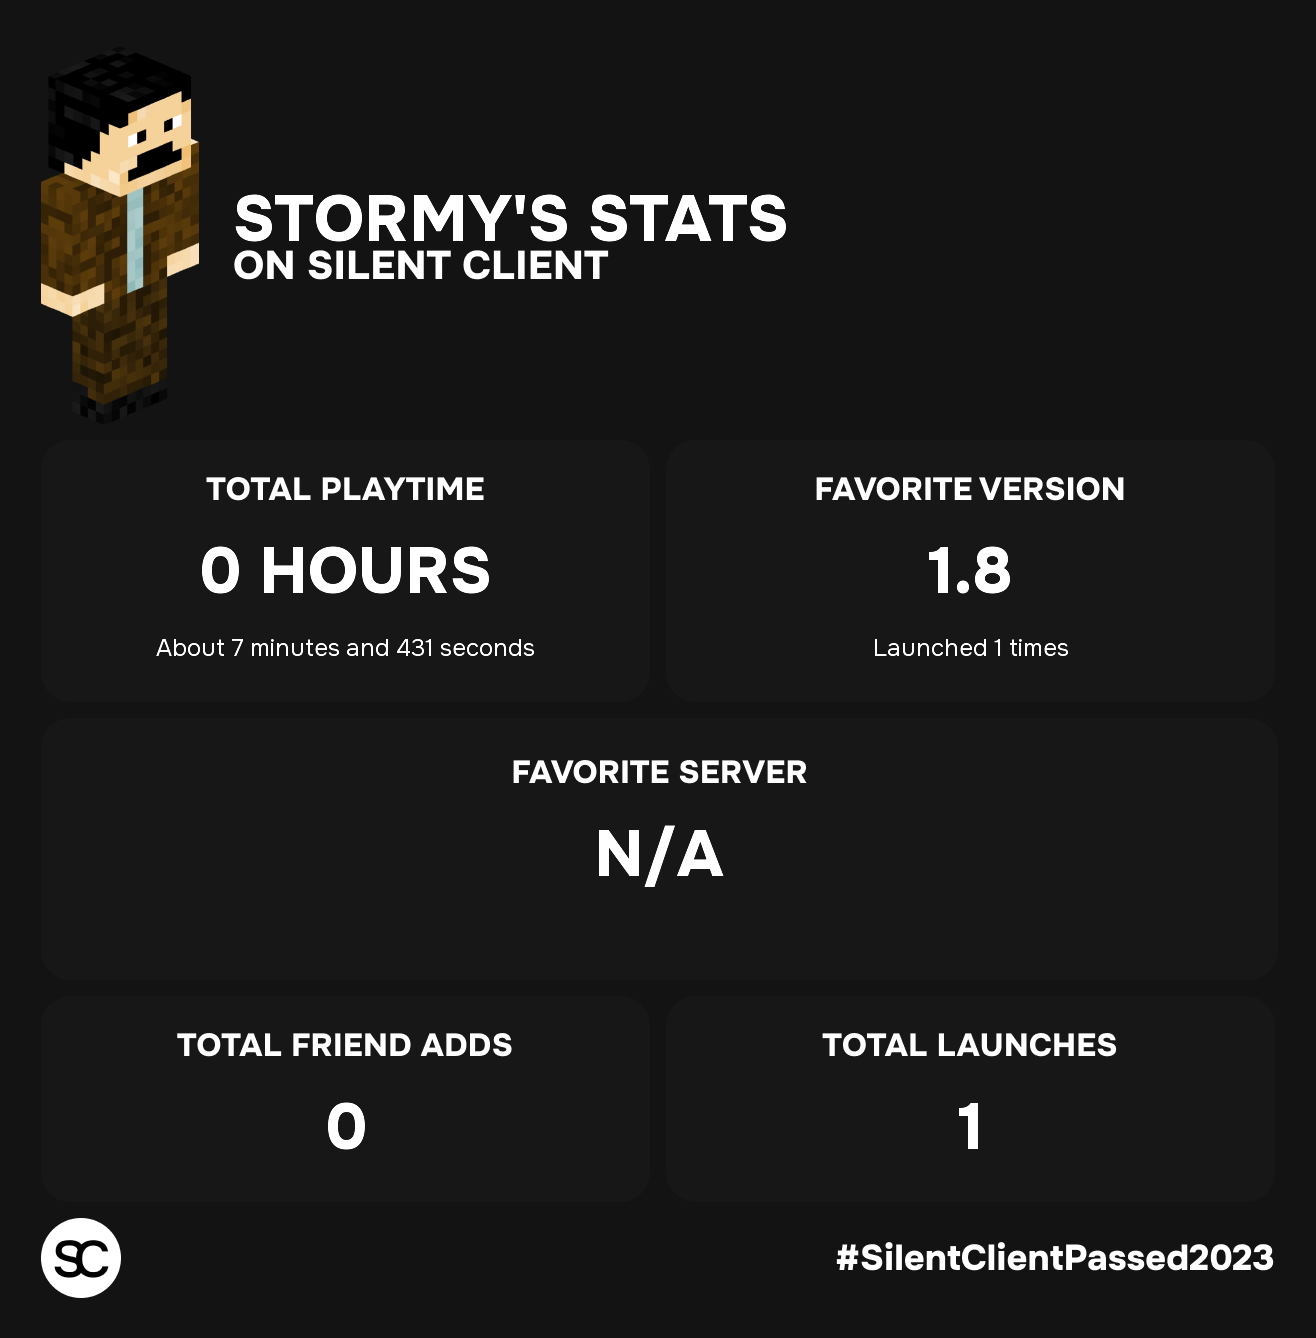 STORMY'S STATS
ON SILENT CLIENT
TOTAL PLAYTIME
0 HOURS
About 7 minutes and 431 seconds
FAVORITE VERSION
1.8
Launched 1 times
FAVORITE SERVER
N/A
TOTAL FRIEND ADDS
0
TOTAL LAUNCHES
1
SC
#SilentClientPassed2023